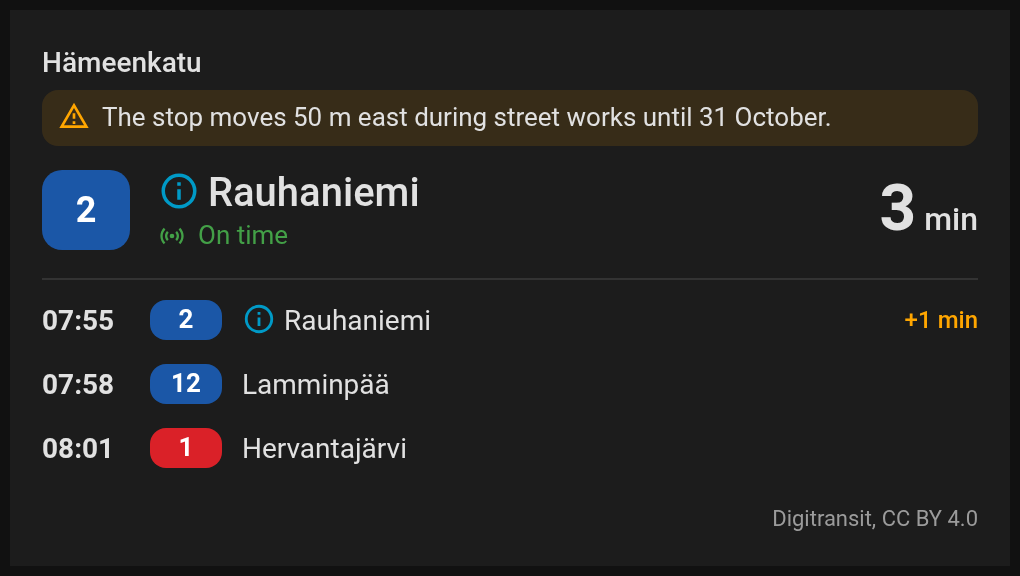 Hämeenkatu
The stop moves 50 m east during street works until 31 October.
2 Rauhaniemi 3 min
On time
07:55 2 Rauhaniemi +1 min
07:58 12 Lamminpää
08:01 1 Hervantajärvi
Digitransit, CC BY 4.0